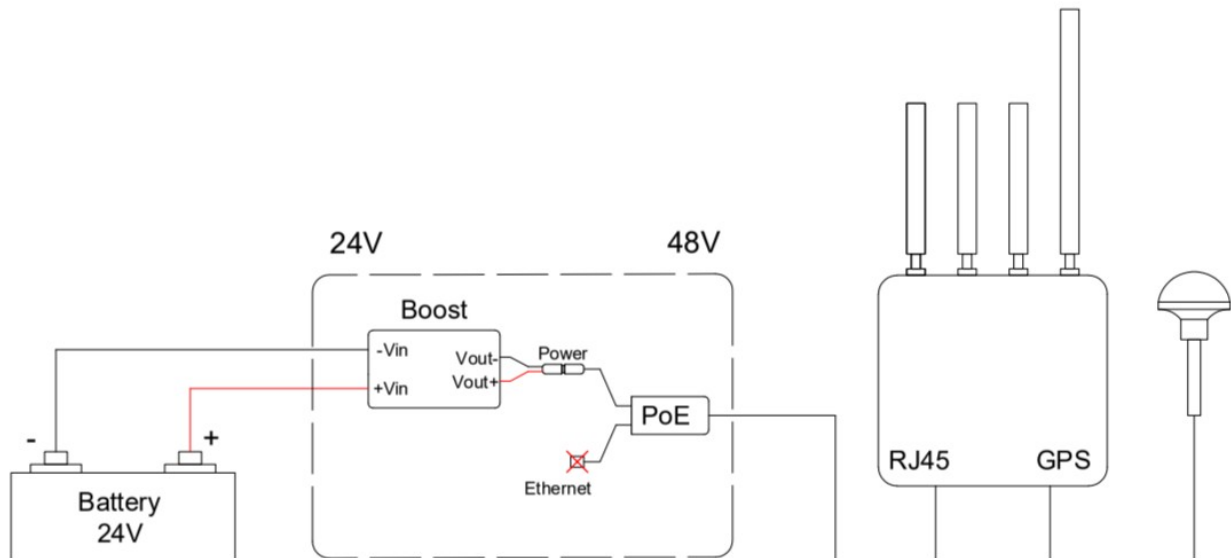 24V
48V
Boost
-Vin
Vout-
Power
+Vin
Vout+
PoE
Ethernet
-
+
Battery
24V
RJ45
GPS